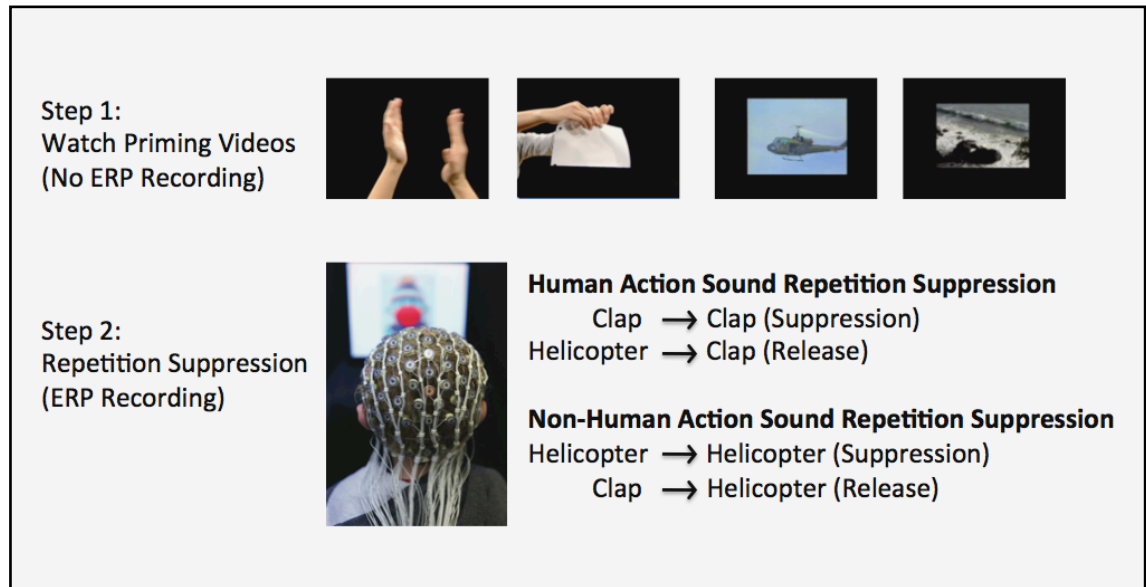 Step 1:
Watch Priming Videos
(No ERP Recording)
Step 2:
Repetition Suppression
(ERP Recording)
Human Action Sound Repetition Suppression
Clap → Clap (Suppression)
Helicopter → Clap (Release)
Non-Human Action Sound Repetition Suppression
Helicopter → Helicopter (Suppression)
Clap → Helicopter (Release)